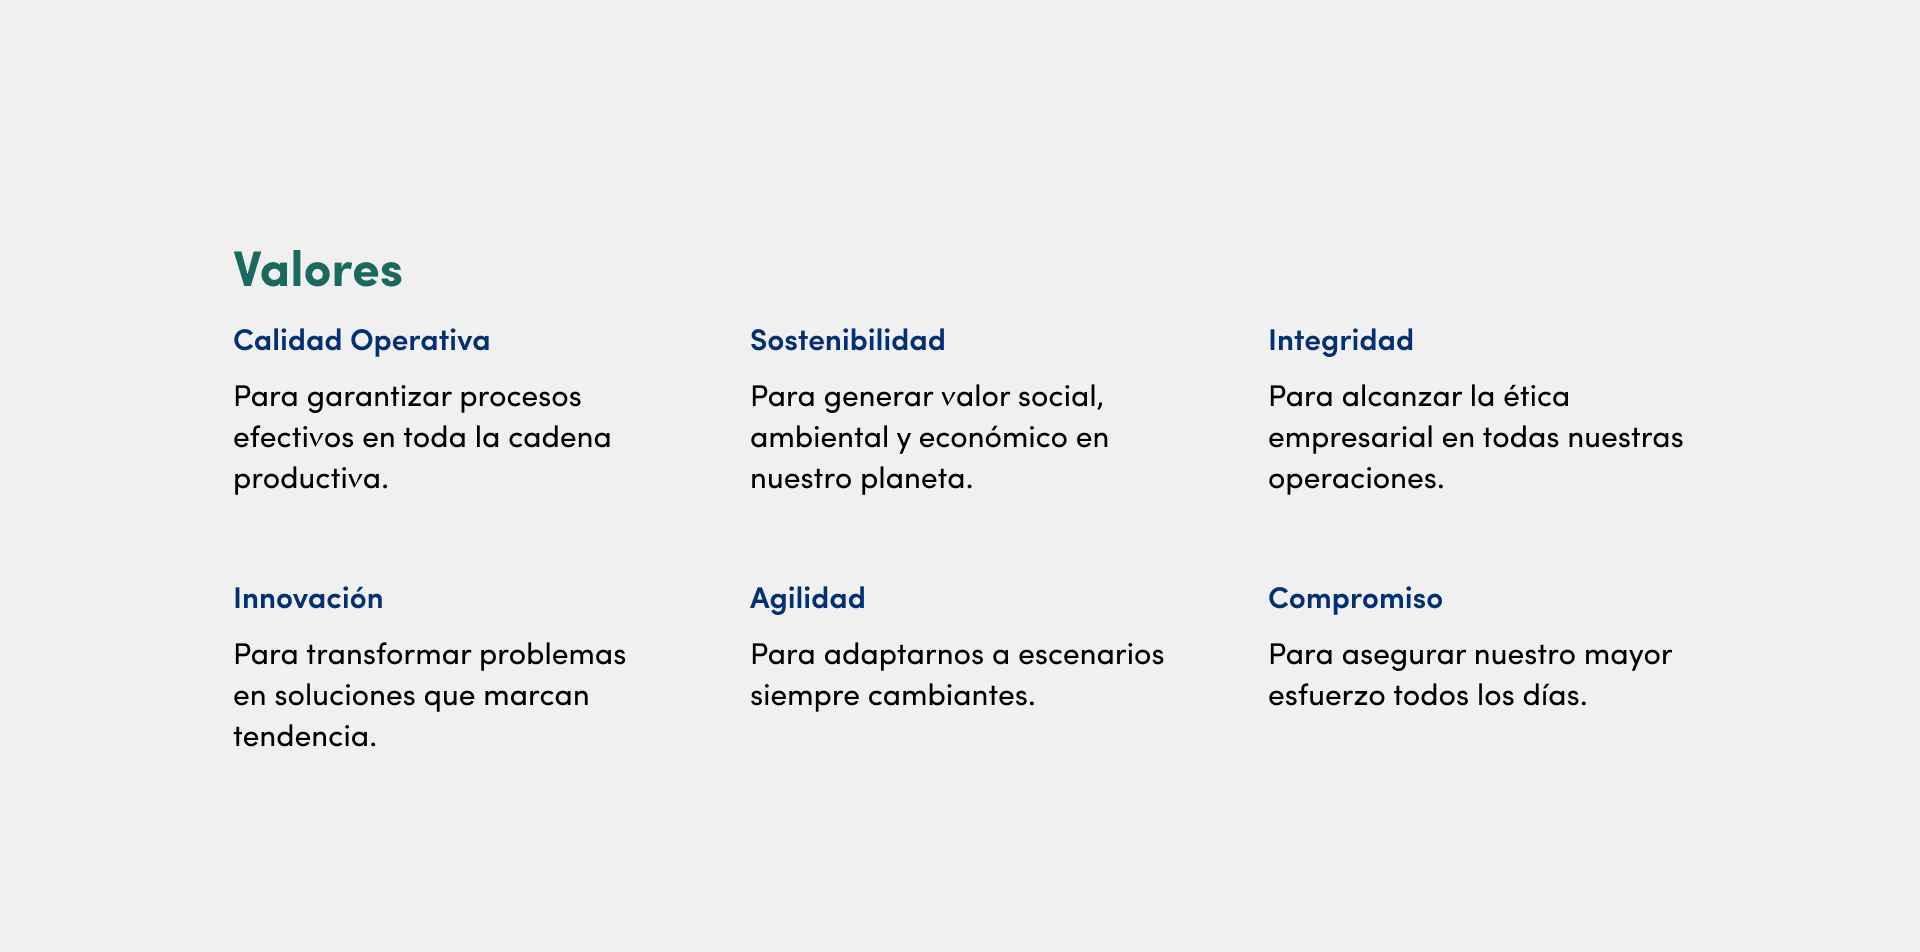 Valores
Calidad Operativa
Para garantizar procesos
efectivos en toda la cadena
productiva.
Sostenibilidad
Para generar valor social,
ambiental y económico en
nuestro planeta.
Integridad
Para alcanzar la ética
empresarial en todas nuestras
operaciones.
Innovación
Para transformar problemas
en soluciones que marcan
tendencia.
Agilidad
Para adaptarnos a escenarios
siempre cambiantes.
Compromiso
Para asegurar nuestro mayor
esfuerzo todos los días.